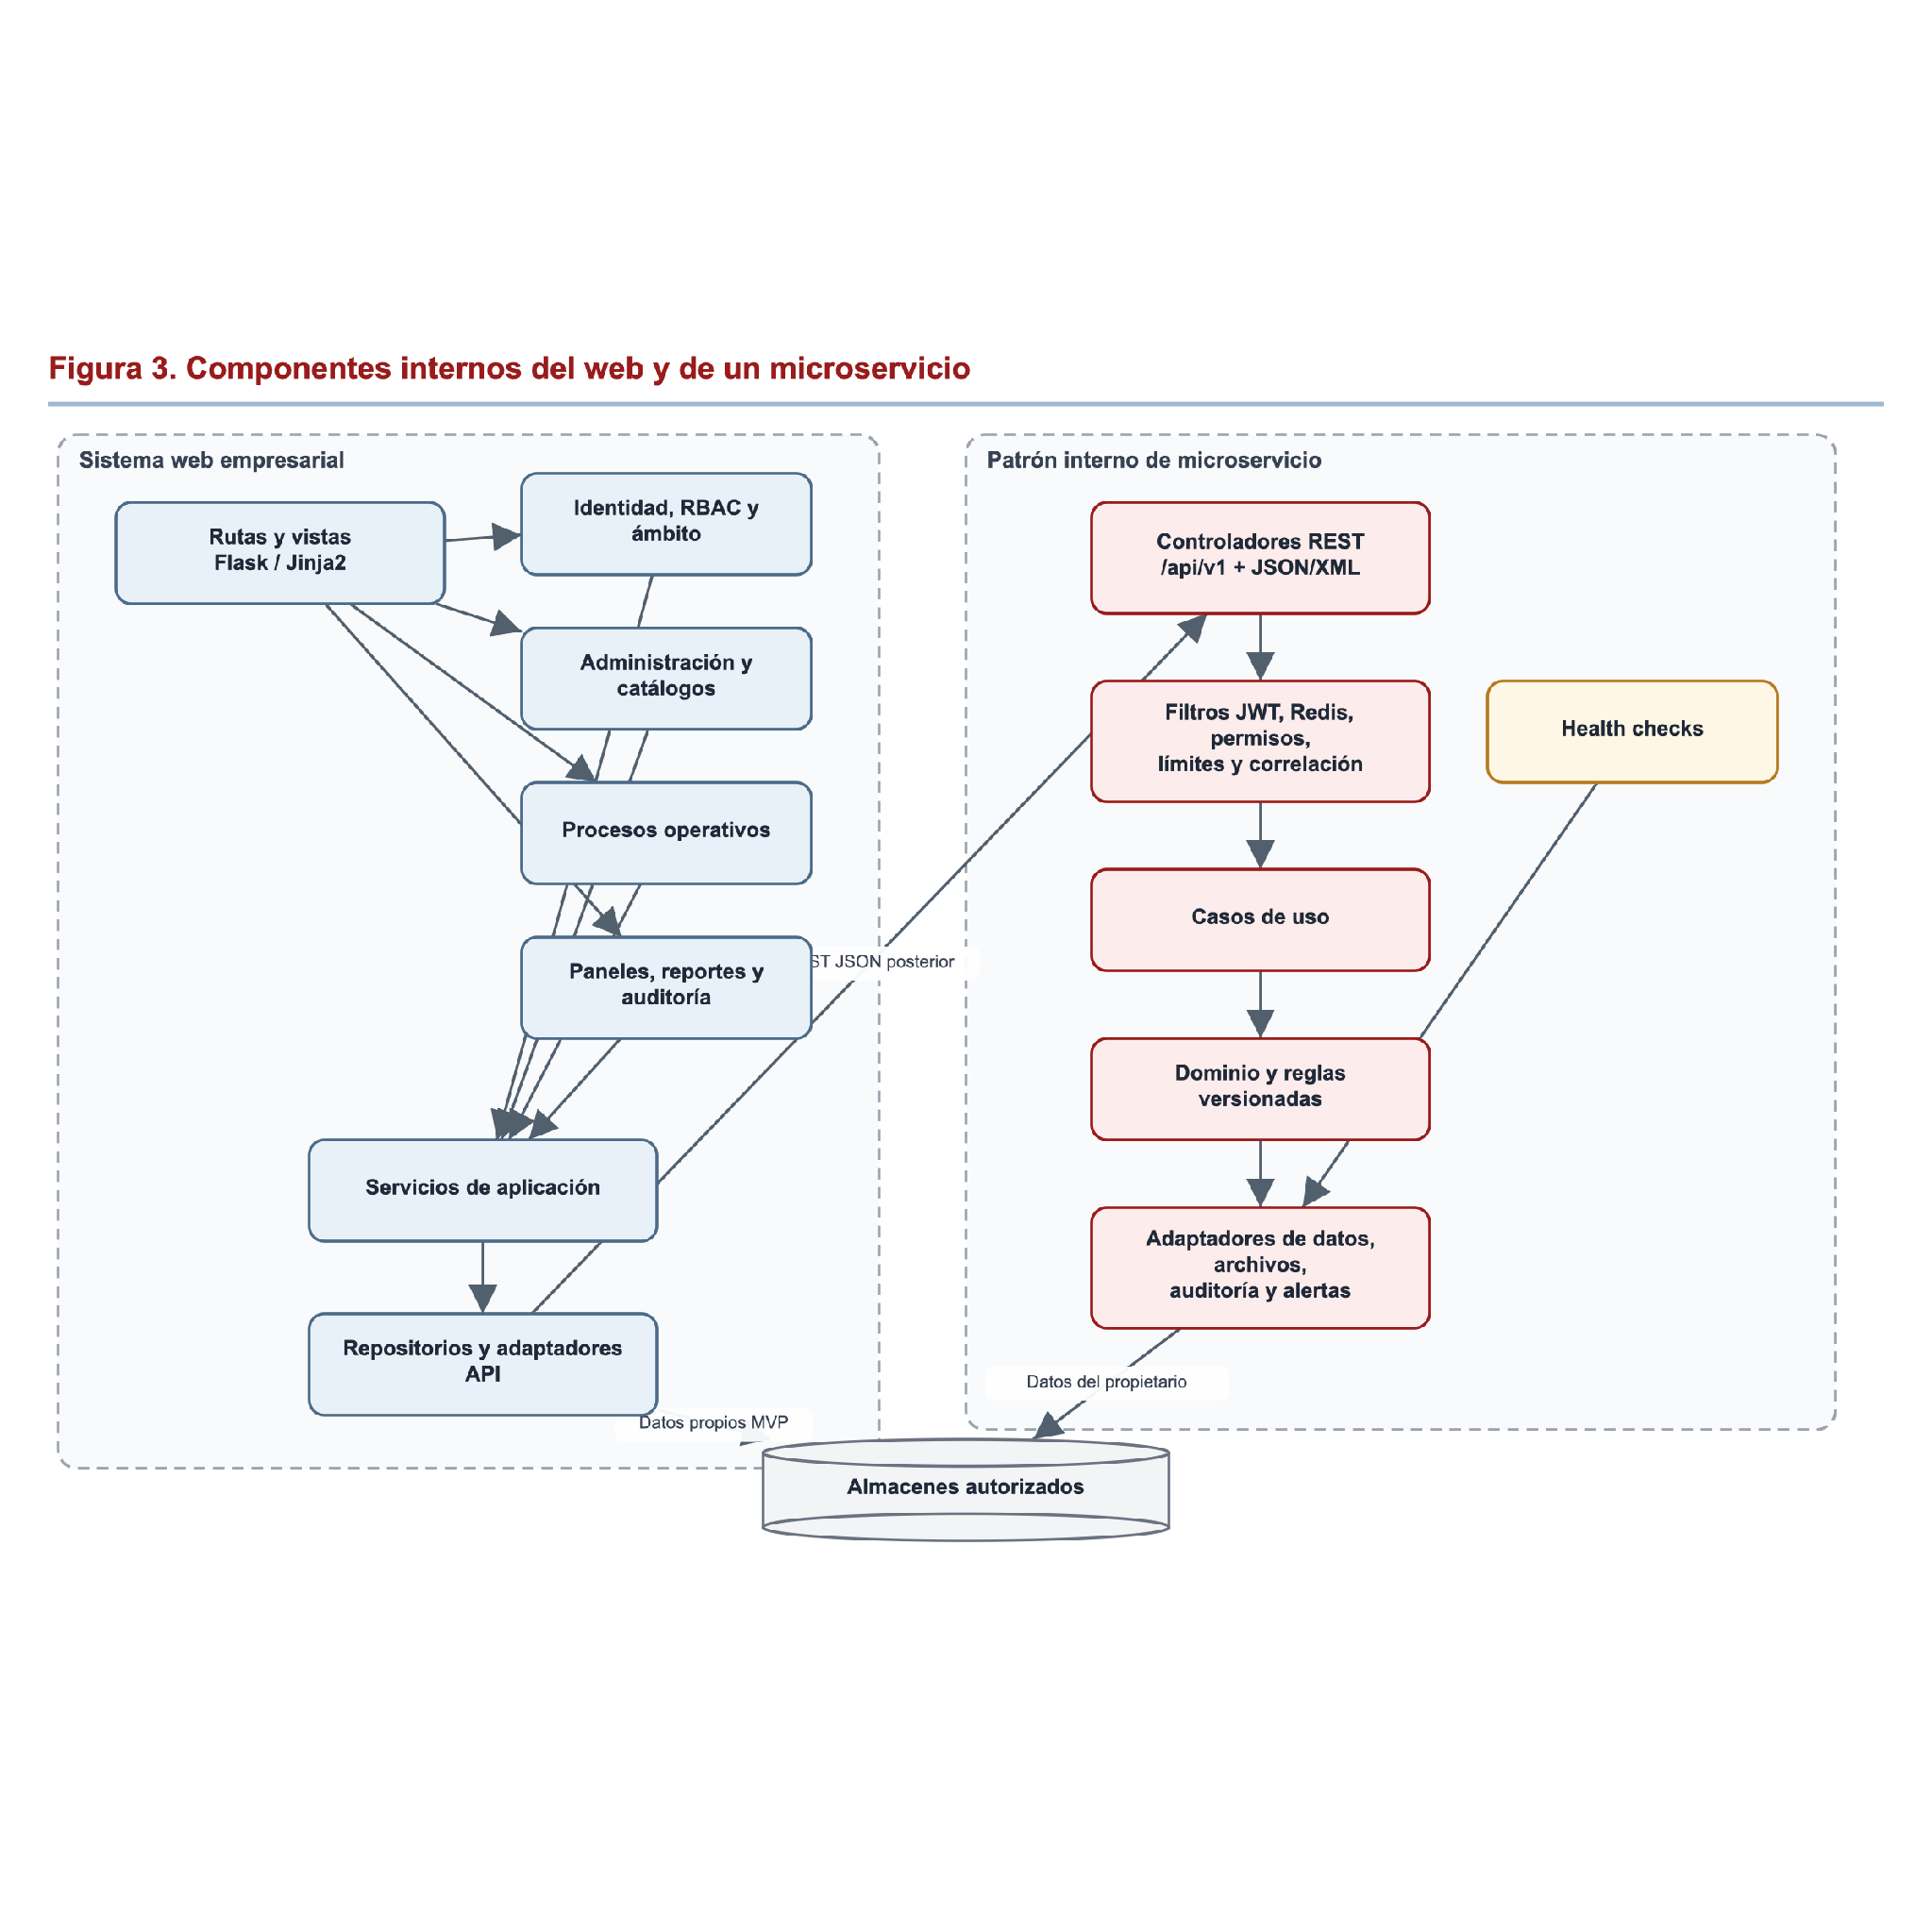 Figura 3. Componentes internos del web y de un microservicio
Sistema web empresarial
Rutas y vistas
Flask / Jinja2
Identidad, RBAC y
ámbito
Administración y
catálogos
Procesos operativos
Paneles, reportes y
auditoría
ST JSON posterior
Servicios de aplicación
Repositorios y adaptadores
API
Datos propios MVP
Patrón interno de microservicio
Controladores REST
/api/v1 + JSON/XML
Filtros JWT, Redis,
permisos,
límites y correlación
Health checks
Casos de uso
Dominio y reglas
versionadas
Adaptadores de datos,
archivos,
auditoría y alertas
Datos del propietario
Almacenes autorizados